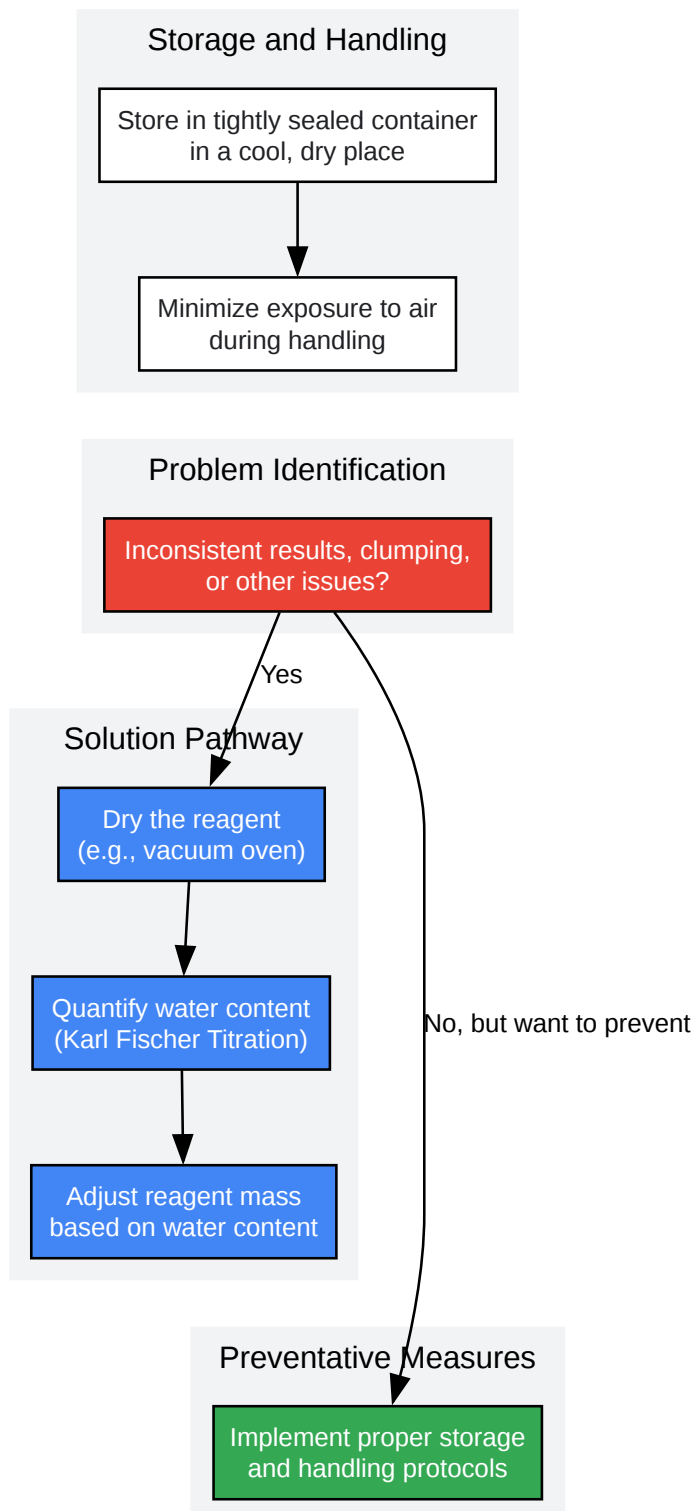 Storage and Handling
Store in tightly sealed container
in a cool, dry place
Minimize exposure to air
during handling
Problem Identification
Inconsistent results, clumping,
or other issues?
Yes
Solution Pathway
Dry the reagent
(e.g., vacuum oven)
Quantify water content
(Karl Fischer Titration)
No, but want to prevent
Adjust reagent mass
based on water content
Preventative Measures
Implement proper storage
and handling protocols